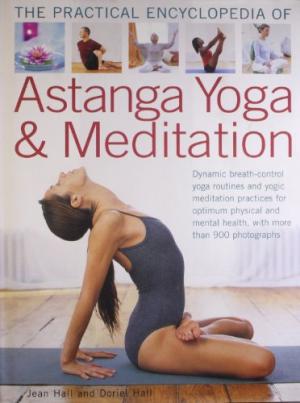 THE PRACTICAL ENCYCLOPEDIA OF
Astanga Yoga
& Meditation
Dynamic breath-control
yoga routines and yogic
meditation practices for
optimum physical and
mental health, with more
than 900 photographs
Jean Hall and Doriel Hall